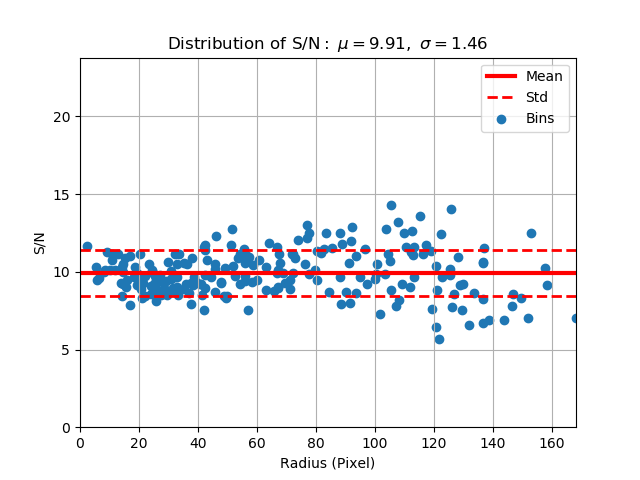 Distribution of S/N : μ = 9.91, σ = 1.46
Mean
Std
Bins
S/N
20
15
10
5
0
0 20 40 60 80 100 120 140 160
Radius (Pixel)